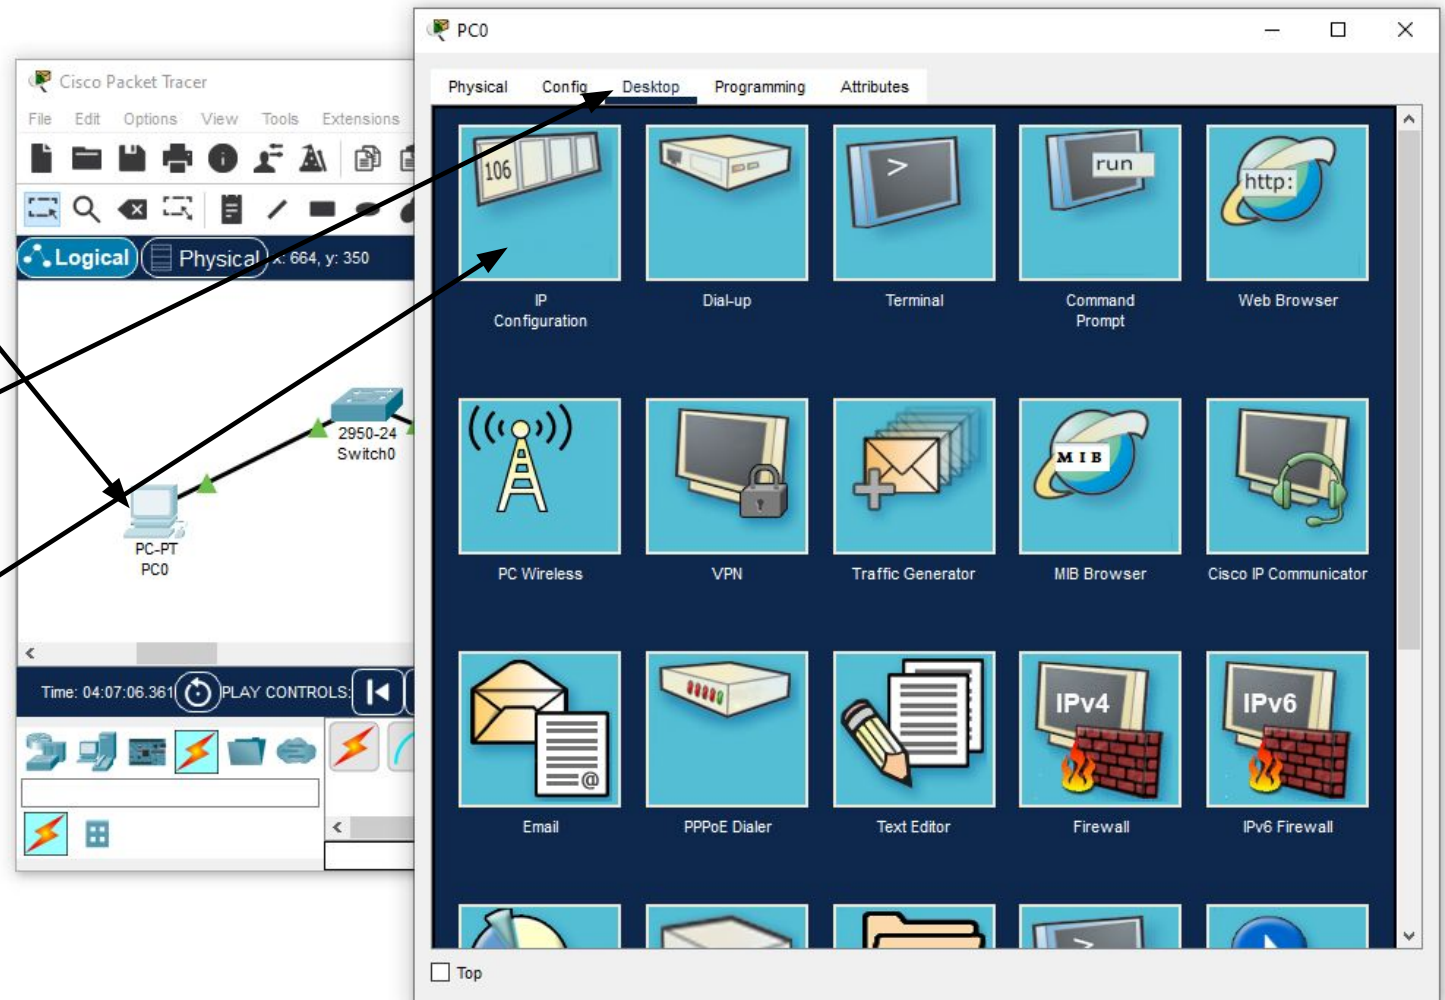 Cisco Packet Tracer
File Edit Options View Tools Extensions
Logical Physical x: 664, y: 350
2950-24
Switch0
PC-PT
PC0
Time: 04:07:06.361 PLAY CONTROLS:
PC0
Physical Config Desktop Programming Attributes
106
>
run
http:
IP
Configuration
Dial-up
Terminal
Command
Prompt
Web Browser
MIB
PC Wireless
VPN
Traffic Generator
MIB Browser
Cisco IP Communicator
@
IPv4
IPv6
Email
PPPoE Dialer
Text Editor
Firewall
IPv6 Firewall
Top